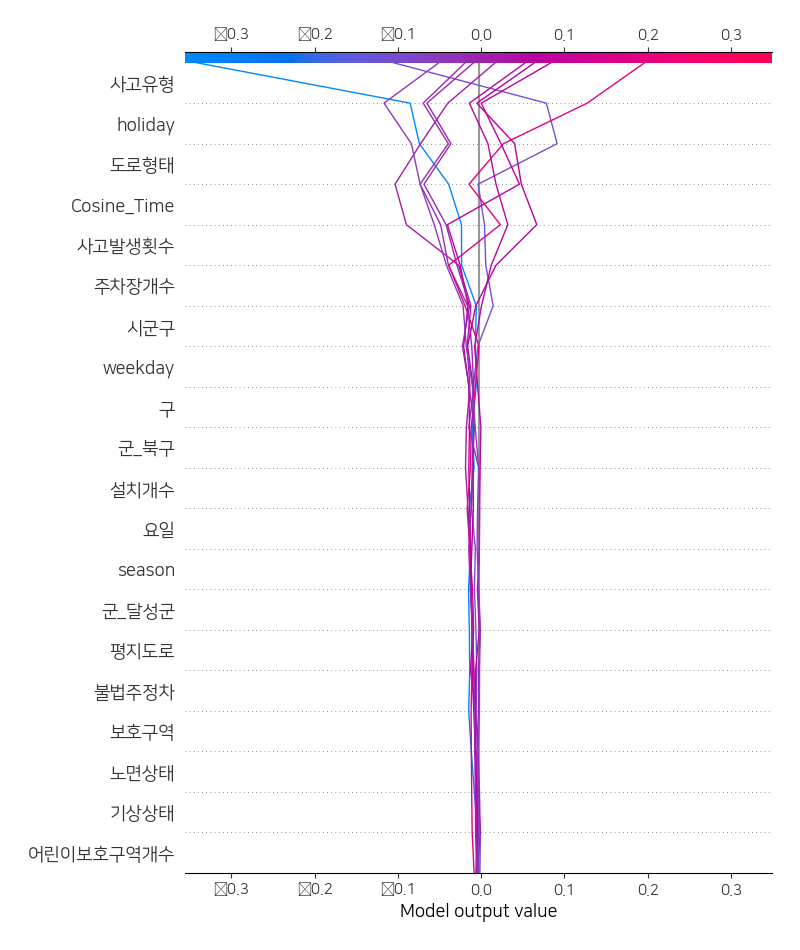 0.3 0.2 0.1 0.0 0.1 0.2 0.3
사고유형
holiday
도로형태
Cosine_Time
사고발생횟수
주차장개수
시군구
weekday
구
군_북구
설치개수
요일
season
군_달성군
평지도로
불법주정차
보호구역
노면상태
기상상태
어린이보호구역개수
0.3 0.2 0.1 0.0 0.1 0.2 0.3
Model output value